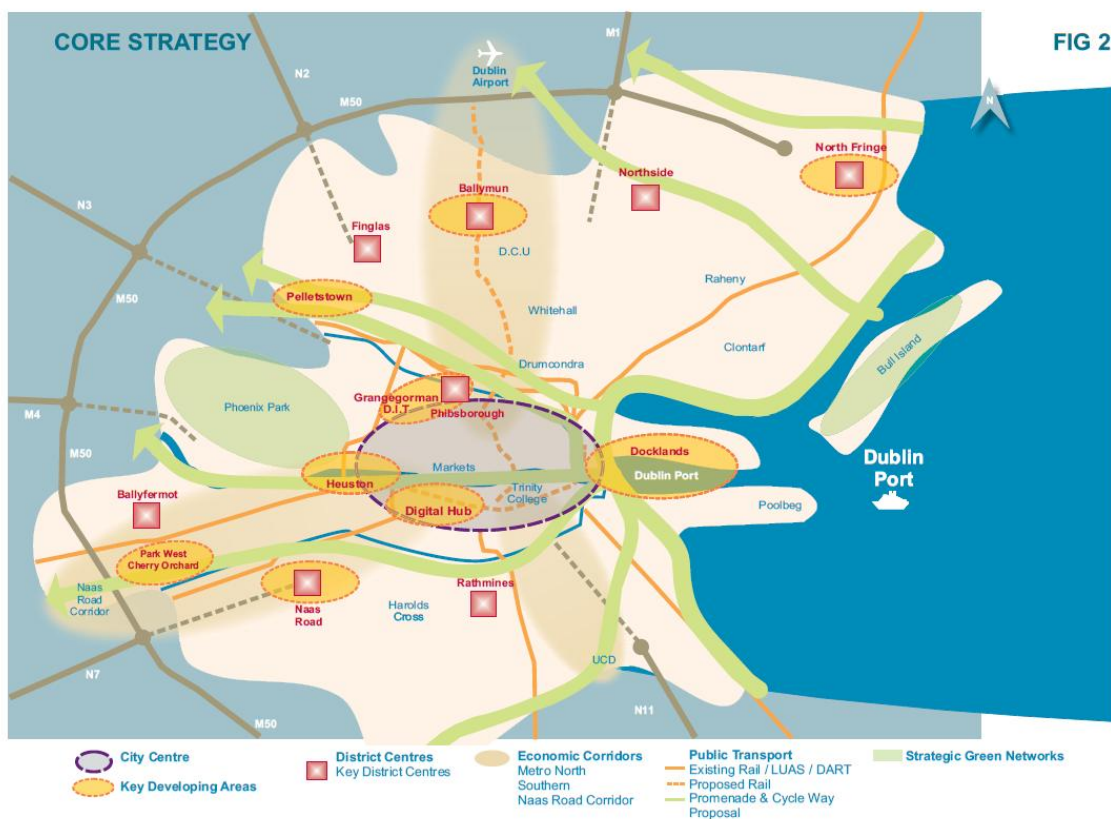 CORE STRATEGY
FIG 2
M1
N2
Dublin
Airport
M50
N
North Fringe
Northside
Ballymun
N3
Finglas
D.C.U
Raheny
M50
Pelletstown
Whitehall
Clontarf
Bull Island
Drumcondra
Grangegorman
D.I.T
Phibsborough
Phoenix Park
M4
M50
Markets
Docklands
Dublin
Port
Dublin Port
Heuston
Trinity
College
Ballyfermot
Digital Hub
Poolbeg
Park West
Cherry Orchard
Naas
Road
Corridor
Rathmines
Harolds
Cross
Naas
Road
UCD
N7
N11
M50
City Centre
Key Developing Areas
District Centres
Key District Centres
Economic Corridors
Metro North
Southern
Naas Road Corridor
Public Transport
Existing Rail / LUAS / DART
Proposed Rail
Promenade & Cycle Way
Proposal
Strategic Green Networks